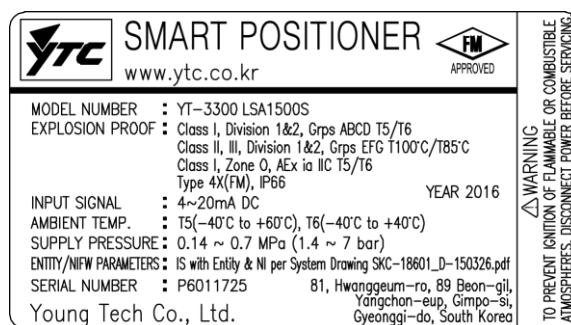 YTC
SMART POSITIONER
www.ytc.co.kr
FM
APPROVED
MODEL NUMBER : YT-3300 LSA1500S
EXPLOSION PROOF : Class I, Division 1&2, Grps ABCD T5/T6
Class II, III, Division 1&2, Grps EFG T100°C/T85°C
Class I, Zone 0, AEx ia IIC T5/T6
Type 4X(FM), IP66
YEAR 2016
INPUT SIGNAL : 4~20mA DC
AMBIENT TEMP. : T5(-40°C to +60°C), T6(-40°C to +40°C)
SUPPLY PRESSURE : 0.14 ~ 0.7 MPa (1.4 ~ 7 bar)
ENTITY/NIFW PARAMETERS : IS with Entity & NI per System Drawing SKC-18601_D-150326.pdf
SERIAL NUMBER : P6011725
81, Hwanggeum-ro, 89 Beon-gil,
Yangchon-eup, Gimpo-si,
Gyeonggi-do, South Korea
Young Tech Co., Ltd.
⚠WARNING
TO PREVENT IGNITION OF FLAMMABLE OR COMBUSTIBLE
ATMOSPHERES. DISCONNECT POWER BEFORE SERVICING.